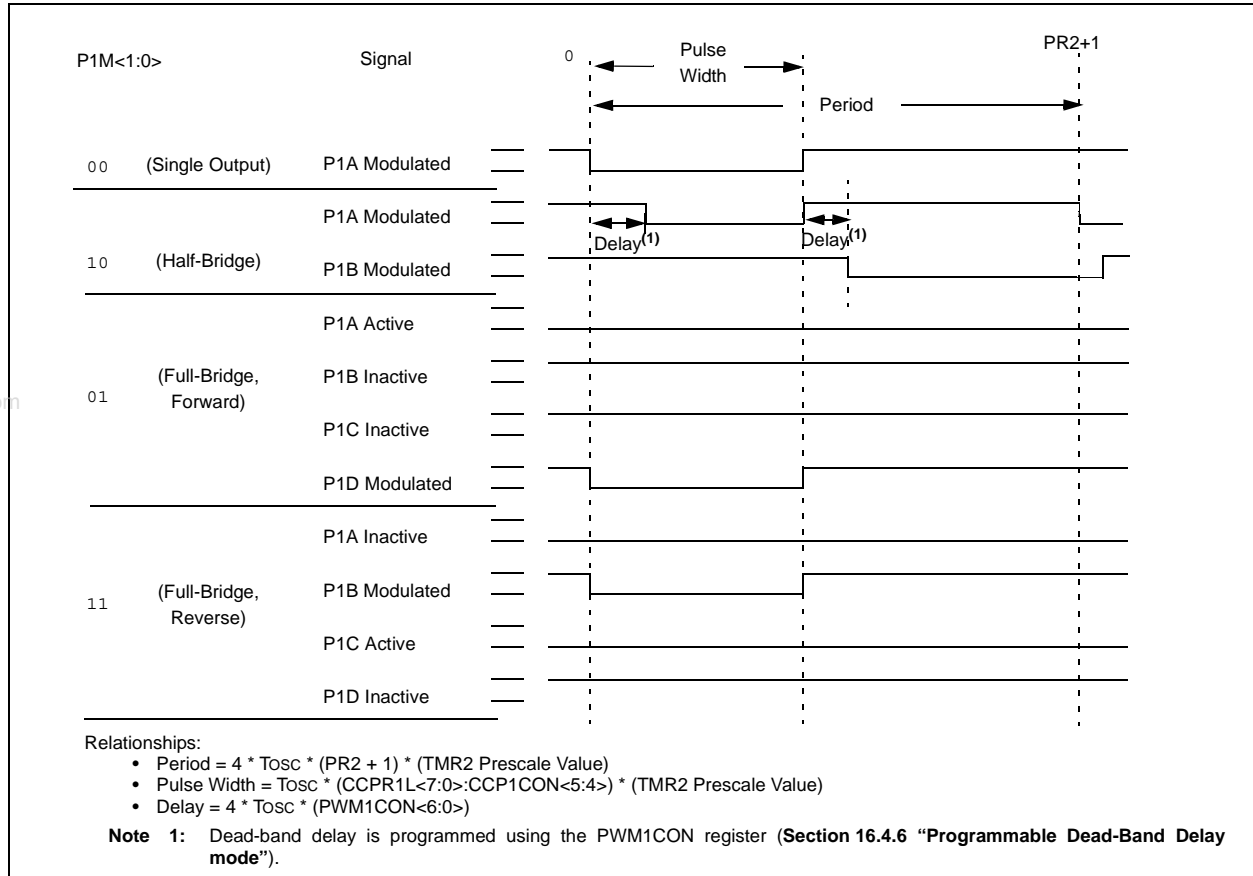 P1M<1:0> Signal 0 Pulse Width PR2+1
Period
00 (Single Output) P1A Modulated
P1A Modulated
Delay(1) Delay(1)
10 (Half-Bridge) P1B Modulated
P1A Active
01 (Full-Bridge, Forward) P1B Inactive
P1C Inactive
P1D Modulated
P1A Inactive
11 (Full-Bridge, Reverse) P1B Modulated
P1C Active
P1D Inactive
Relationships:
• Period = 4 * TOSC * (PR2 + 1) * (TMR2 Prescale Value)
• Pulse Width = TOSC * (CCPR1L<7:0>:CCP1CON<5:4>) * (TMR2 Prescale Value)
• Delay = 4 * TOSC * (PWM1CON<6:0>)
Note 1: Dead-band delay is programmed using the PWM1CON register (Section 16.4.6 “Programmable Dead-Band Delay
mode”).